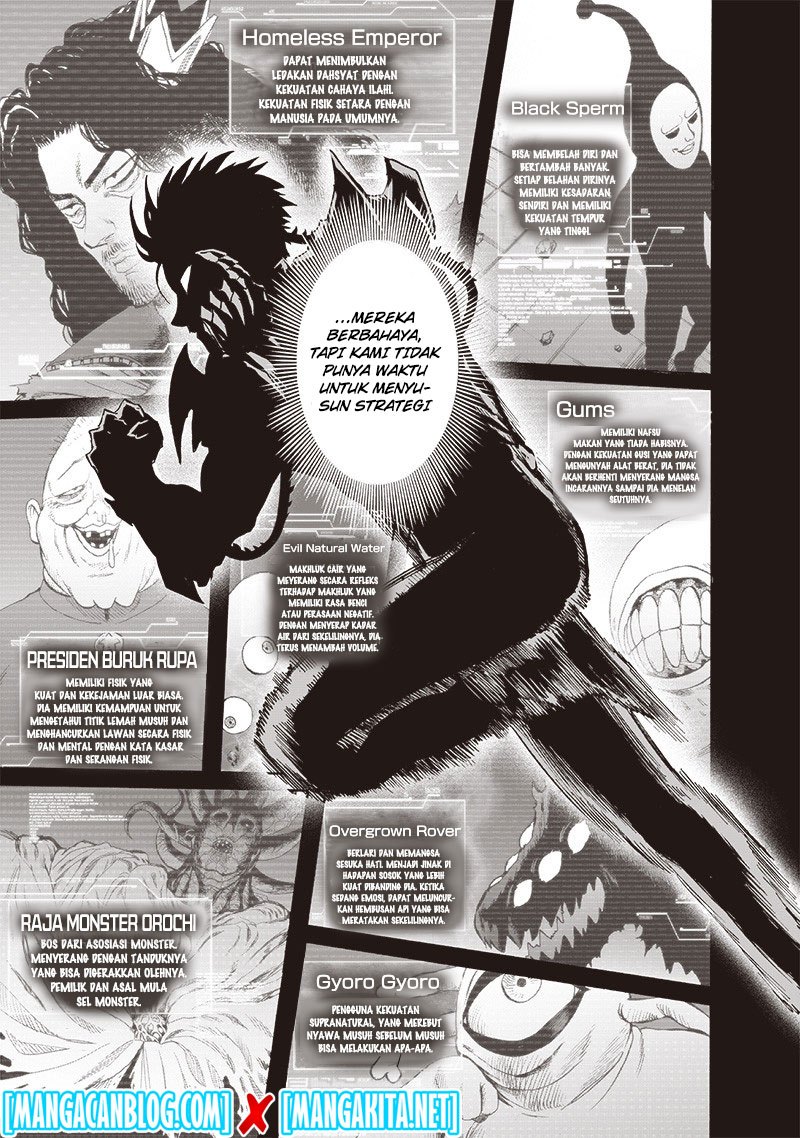 Homeless Emperor
DAPAT MENIMBULKAN
LEDAKAN DAHSYAT DENGAN
KEKUATAN CAHAYA ILAHI.
KEKUATAN FISIK SETARA DENGAN
MANUSIA PADA UMUMNYA.
Black Sperm
BISA MEMBELAH DIRI DAN
BERTAMBAH BANYAK.
SETIAP BELAHAN DIRINYA
MEMILIKI KESADARAN
SENDIRI DAN MEMILIKI
KEKUATAN TEMPUR
YANG TINGGI.
...MEREKA
BERBAHAYA,
TAPI KAMI TIDAK
PUNYA WAKTU
UNTUK MENYU-
SUN STRATEGI
Gums
MEMILIKI NAFSU
MAKAN YANG TIADA HABISNYA.
DENGAN KEKUATAN GUSI YANG DAPAT
MENGUNYAH ALAT BERAT, DIA TIDAK
AKAN BERHENTI MENYERANG MANGSA
INCARANNYA SAMPAI DIA MENELAN
SEUTUHNYA.
Evil Natural Water
MAKHLUK CAIR YANG
MEYERANG SECARA REFLEKS
TERHADAP MAKHLUK YANG
MEMILIKI RASA BENCI
ATAU PERASAAN NEGATIF.
DENGAN MENYERAP KADAR
AIR DARI SEKELILINGNYA, DIA
TERUS MENAMBAH VOLUME.
PRESIDEN BURUK RUPA
MEMILIKI FISIK YANG
KUAT DAN KEKEJAMAN LUAR BIASA.
DIA MEMILIKI KEMAMPUAN UNTUK
MENGETAHUI TITIK LEMAH MUSUH DAN
MENGHANCURKAN LAWAN SECARA FISIK
DAN MENTAL DENGAN KATA KASAR
DAN SERANGAN FISIK.
Overgrown Rover
BERLARI DAN MEMANGSA
SESUKA HATI. MENJADI JINAK DI
HADAPAN SOSOK YANG LEBIH
KUAT DIBANDING DIA. KETIKA
SEDANG EMOSI, DAPAT MELUNCUR-
KAN HEMBUSAN API YANG BISA
MERATAKAN SEKELILINGNYA.
RAJA MONSTER OROCHI
BOS DARI ASOSIASI MONSTER.
MENYERANG DENGAN TANDUKNYA
YANG BISA DIGERAKKAN OLEHNYA.
PEMILIK DAN ASAL MULA
SEL MONSTER.
Gyoro Gyoro
PENGGUNA KEKUATAN
SUPRANATURAL, YANG MEREBUT
NYAWA MUSUH SEBELUM MUSUH
BISA MELAKUKAN APA-APA.
[MANGACANBLOG.COM] X [MANGAKITA.NET]